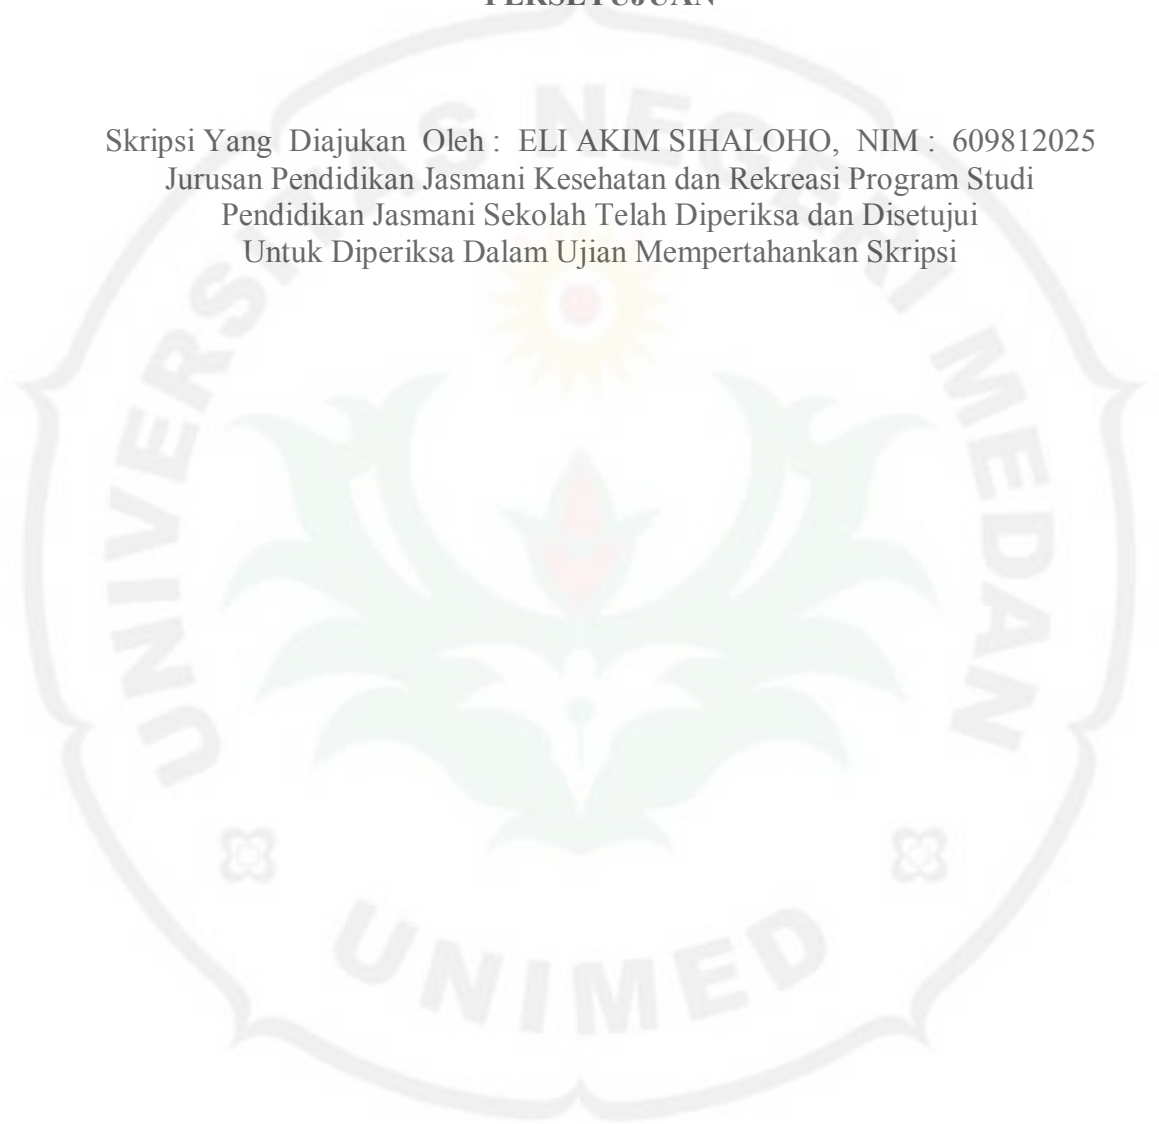 PERSETUJUAN
Skripsi Yang Diajukan Oleh : ELI AKIM SIHALOHO, NIM : 609812025
Jurusan Pendidikan Jasmani Kesehatan dan Rekreasi Program Studi
Pendidikan Jasmani Sekolah Telah Diperiksa dan Disetujui
Untuk Diperiksa Dalam Ujian Mempertahankan Skripsi
UNIVERSITAS NEGERI MEDAN
UNIMED